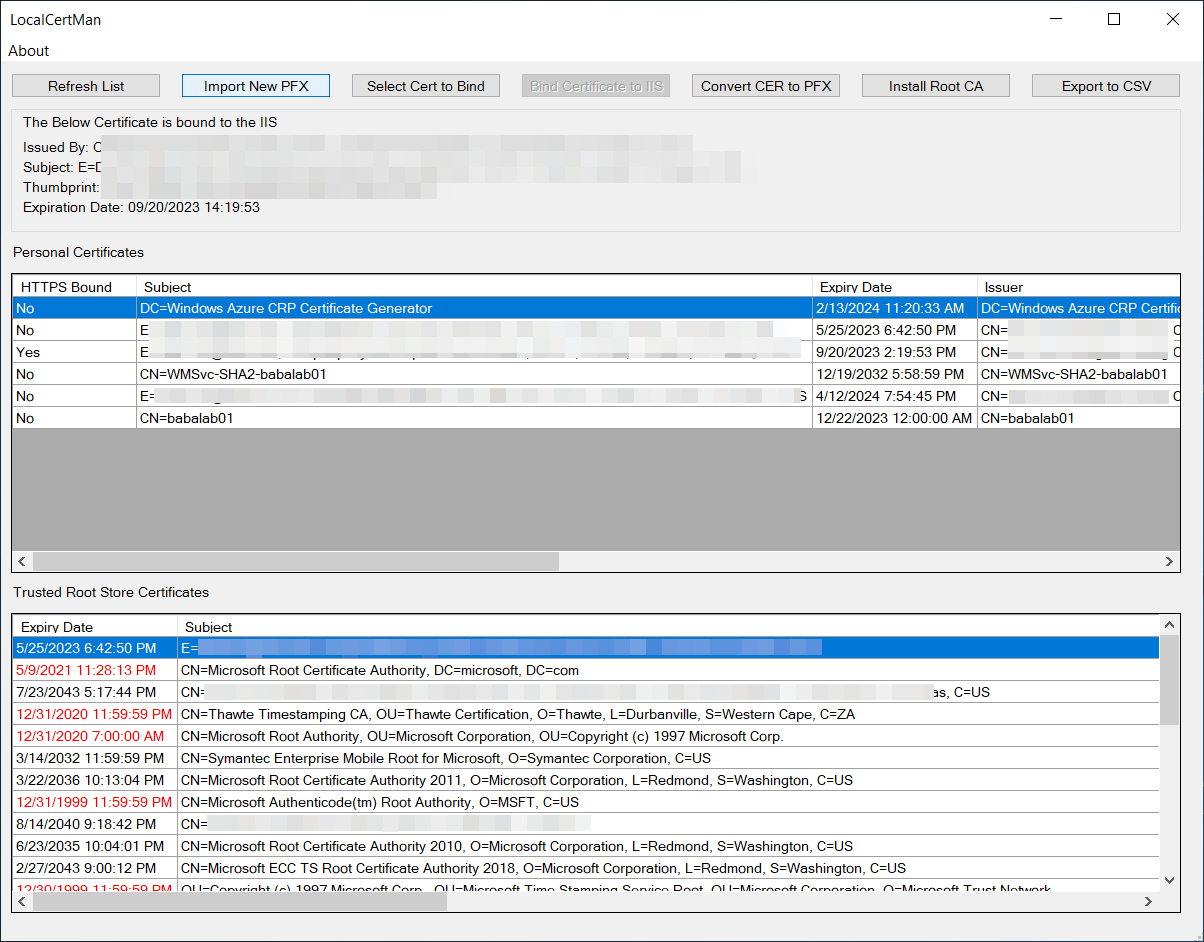 LocalCertMan
About
Refresh List Import New PFX Select Cert to Bind Bind Certificate to IIS Convert CER to PFX Install Root CA Export to CSV
The Below Certificate is bound to the IIS
Issued By: C
Subject: E=D
Thumbprint:
Expiration Date: 09/20/2023 14:19:53
Personal Certificates
HTTPS Bound Subject Expiry Date Issuer
No DC=Windows Azure CRP Certificate Generator 2/13/2024 11:20:33 AM DC=Windows Azure CRP Certific
No E 5/25/2023 6:42:50 PM CN= C
Yes E 9/20/2023 2:19:53 PM CN= C
No CN=WMSvc-SHA2-babalab01 12/19/2032 5:58:59 PM CN=WMSvc-SHA2-babalab01
No E= S 4/12/2024 7:54:45 PM CN= C
No CN=babalab01 12/22/2023 12:00:00 AM CN=babalab01
Trusted Root Store Certificates
Expiry Date Subject
5/25/2023 6:42:50 PM E=
5/9/2021 11:28:13 PM CN=Microsoft Root Certificate Authority, DC=microsoft, DC=com
7/23/2043 5:17:44 PM CN= as, C=US
12/31/2020 11:59:59 PM CN=Thawte Timestamping CA, OU=Thawte Certification, O=Thawte, L=Durbanville, S=Western Cape, C=ZA
12/31/2020 7:00:00 AM CN=Microsoft Root Authority, OU=Microsoft Corporation, OU=Copyright (c) 1997 Microsoft Corp.
3/14/2032 11:59:59 PM CN=Symantec Enterprise Mobile Root for Microsoft, O=Symantec Corporation, C=US
3/22/2036 10:13:04 PM CN=Microsoft Root Certificate Authority 2011, O=Microsoft Corporation, L=Redmond, S=Washington, C=US
12/31/1999 11:59:59 PM CN=Microsoft Authenticode(tm) Root Authority, O=MSFT, C=US
8/14/2040 9:18:42 PM CN=
6/23/2035 10:04:01 PM CN=Microsoft Root Certificate Authority 2010, O=Microsoft Corporation, L=Redmond, S=Washington, C=US
2/27/2043 9:00:12 PM CN=Microsoft ECC TS Root Certificate Authority 2018, O=Microsoft Corporation, L=Redmond, S=Washington, C=US
12/30/1999 11:59:59 PM OU=Copyright (c) 1997 Microsoft Corp., OU=Microsoft Time Stamping Service Root, OU=Microsoft Corporation, O=Microsoft Trust Network